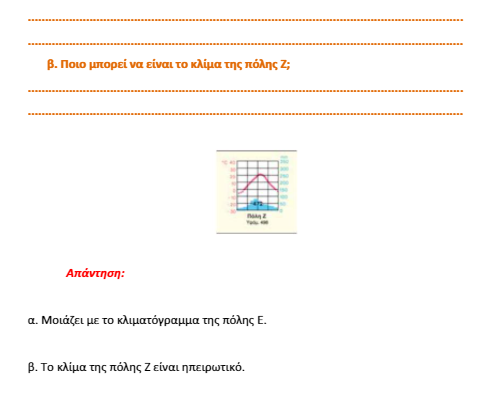 β. Ποιο μπορεί να είναι το κλίμα της πόλης Ζ;
Πόλη Ζ
Απάντηση:
α. Μοιάζει με το κλιματόγραμμα της πόλης Ε.
β. Το κλίμα της πόλης Ζ είναι ηπειρωτικό.